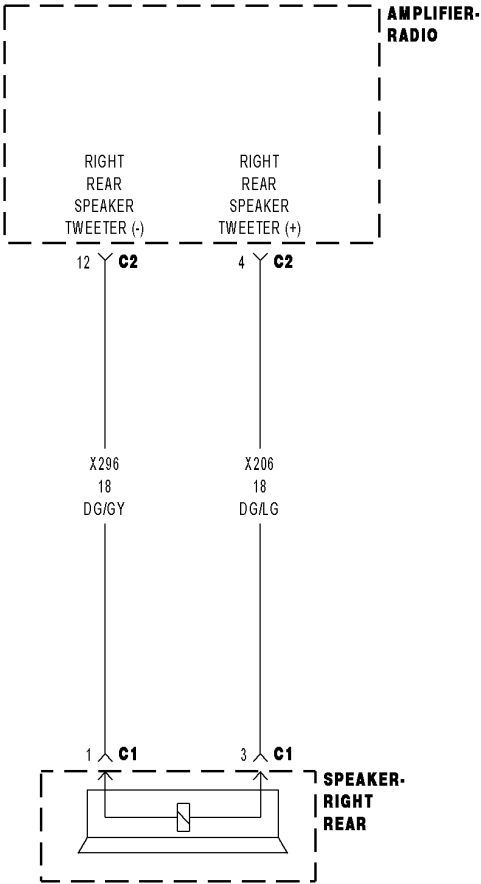 AMPLIFIER-
RADIO
RIGHT
REAR
SPEAKER
TWEETER (-)
RIGHT
REAR
SPEAKER
TWEETER (+)
12 C2
4 C2
X296
18
DG/GY
X206
18
DG/LG
1 C1
3 C1
SPEAKER-
RIGHT
REAR